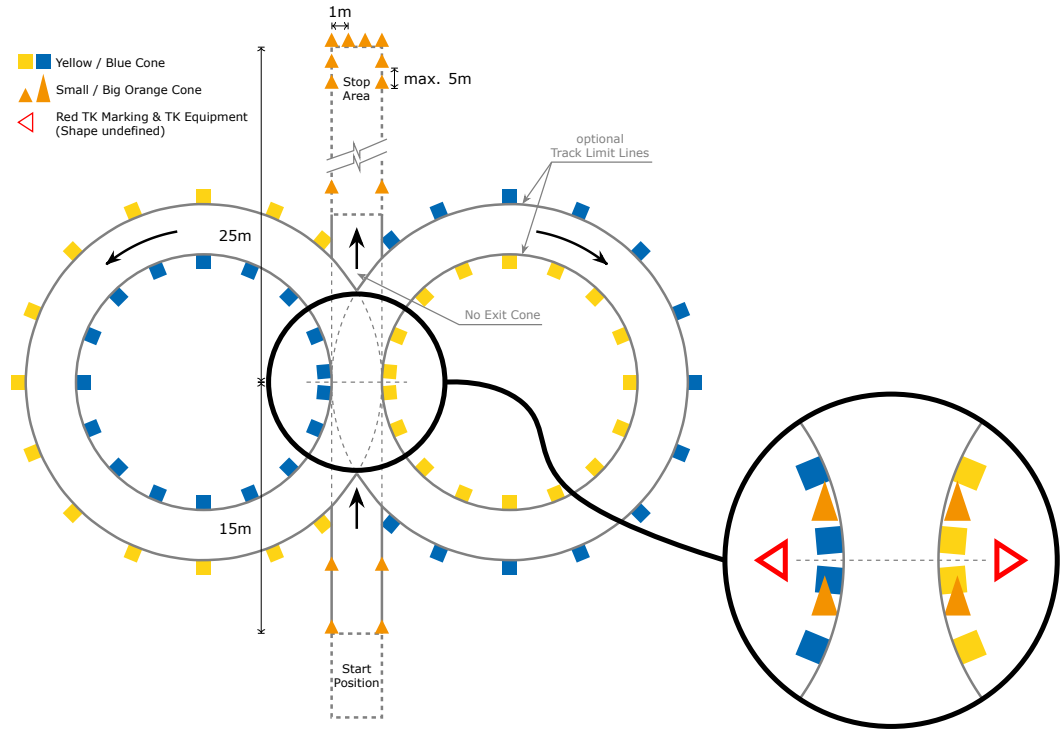 1m
Yellow / Blue Cone
Small / Big Orange Cone
Red TK Marking & TK Equipment
(Shape undefined)
Stop
Area
max. 5m
optional
Track Limit Lines
25m
No Exit Cone
15m
Start
Position